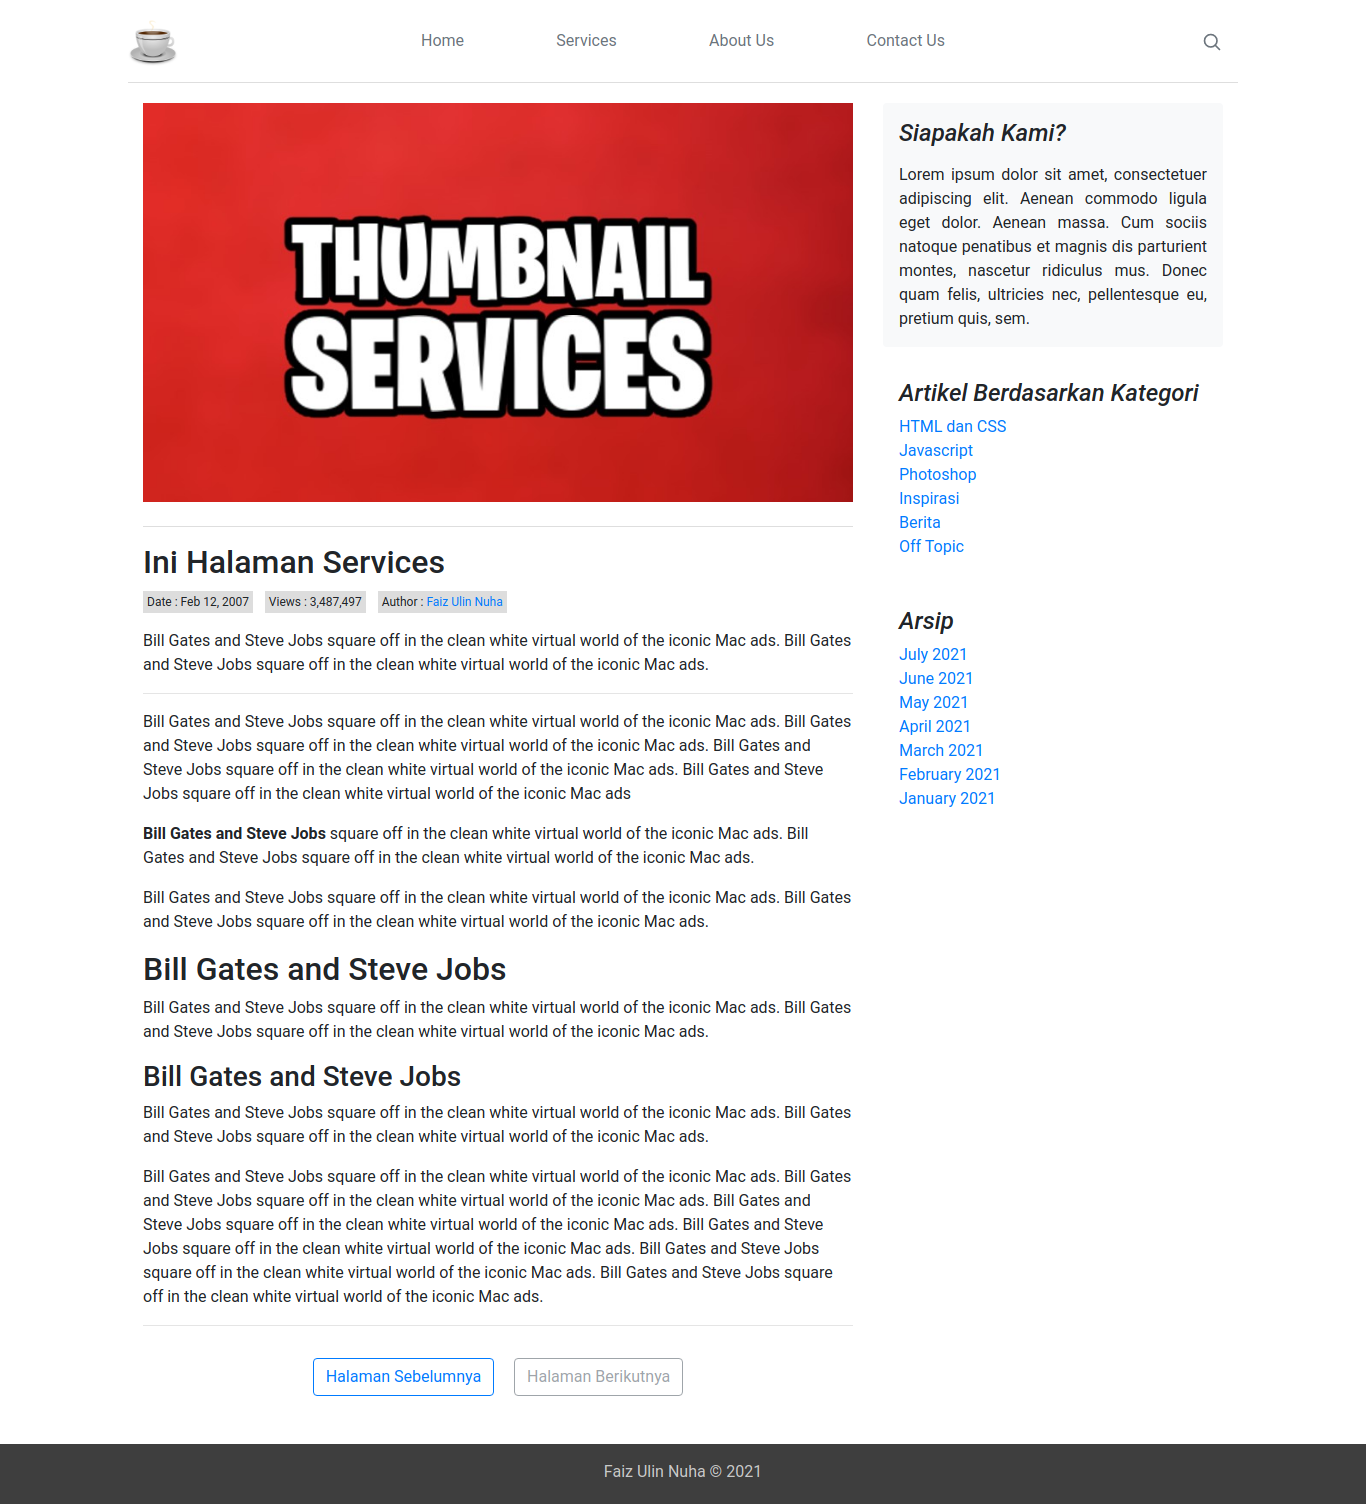 Home Services About Us Contact Us
THUMBNAIL
SERVICES
Ini Halaman Services
Date : Feb 12, 2007 Views : 3,487,497 Author : Faiz Ulin Nuha
Bill Gates and Steve Jobs square off in the clean white virtual world of the iconic Mac ads. Bill Gates
and Steve Jobs square off in the clean white virtual world of the iconic Mac ads.
Bill Gates and Steve Jobs square off in the clean white virtual world of the iconic Mac ads. Bill Gates
and Steve Jobs square off in the clean white virtual world of the iconic Mac ads. Bill Gates and
Steve Jobs square off in the clean white virtual world of the iconic Mac ads. Bill Gates and Steve
Jobs square off in the clean white virtual world of the iconic Mac ads
Bill Gates and Steve Jobs square off in the clean white virtual world of the iconic Mac ads. Bill
Gates and Steve Jobs square off in the clean white virtual world of the iconic Mac ads.
Bill Gates and Steve Jobs square off in the clean white virtual world of the iconic Mac ads. Bill Gates
and Steve Jobs square off in the clean white virtual world of the iconic Mac ads.
Bill Gates and Steve Jobs
Bill Gates and Steve Jobs square off in the clean white virtual world of the iconic Mac ads. Bill Gates
and Steve Jobs square off in the clean white virtual world of the iconic Mac ads.
Bill Gates and Steve Jobs
Bill Gates and Steve Jobs square off in the clean white virtual world of the iconic Mac ads. Bill Gates
and Steve Jobs square off in the clean white virtual world of the iconic Mac ads.
Bill Gates and Steve Jobs square off in the clean white virtual world of the iconic Mac ads. Bill Gates
and Steve Jobs square off in the clean white virtual world of the iconic Mac ads. Bill Gates and
Steve Jobs square off in the clean white virtual world of the iconic Mac ads. Bill Gates and Steve
Jobs square off in the clean white virtual world of the iconic Mac ads. Bill Gates and Steve Jobs
square off in the clean white virtual world of the iconic Mac ads. Bill Gates and Steve Jobs square
off in the clean white virtual world of the iconic Mac ads.
Halaman Sebelumnya Halaman Berikutnya
Siapakah Kami?
Lorem ipsum dolor sit amet, consectetuer
adipiscing elit. Aenean commodo ligula
eget dolor. Aenean massa. Cum sociis
natoque penatibus et magnis dis parturient
montes, nascetur ridiculus mus. Donec
quam felis, ultricies nec, pellentesque eu,
pretium quis, sem.
Artikel Berdasarkan Kategori
HTML dan CSS
Javascript
Photoshop
Inspirasi
Berita
Off Topic
Arsip
July 2021
June 2021
May 2021
April 2021
March 2021
February 2021
January 2021
Faiz Ulin Nuha © 2021